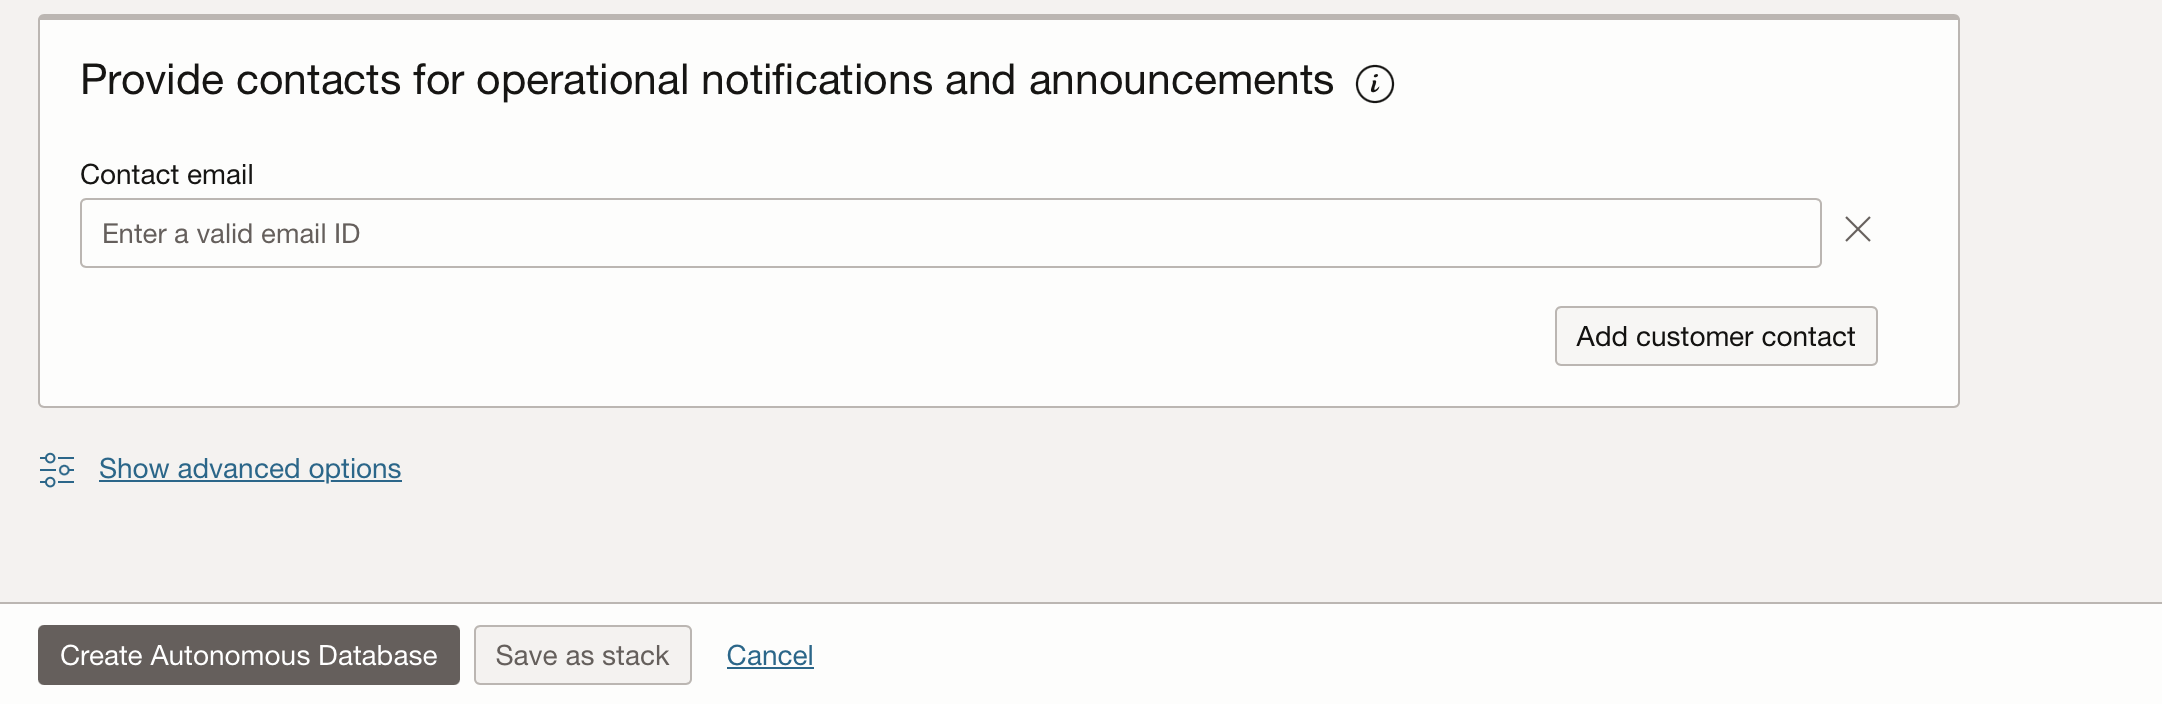 Provide contacts for operational notifications and announcements i
Contact email
Enter a valid email ID
Add customer contact
Show advanced options
Create Autonomous Database Save as stack Cancel